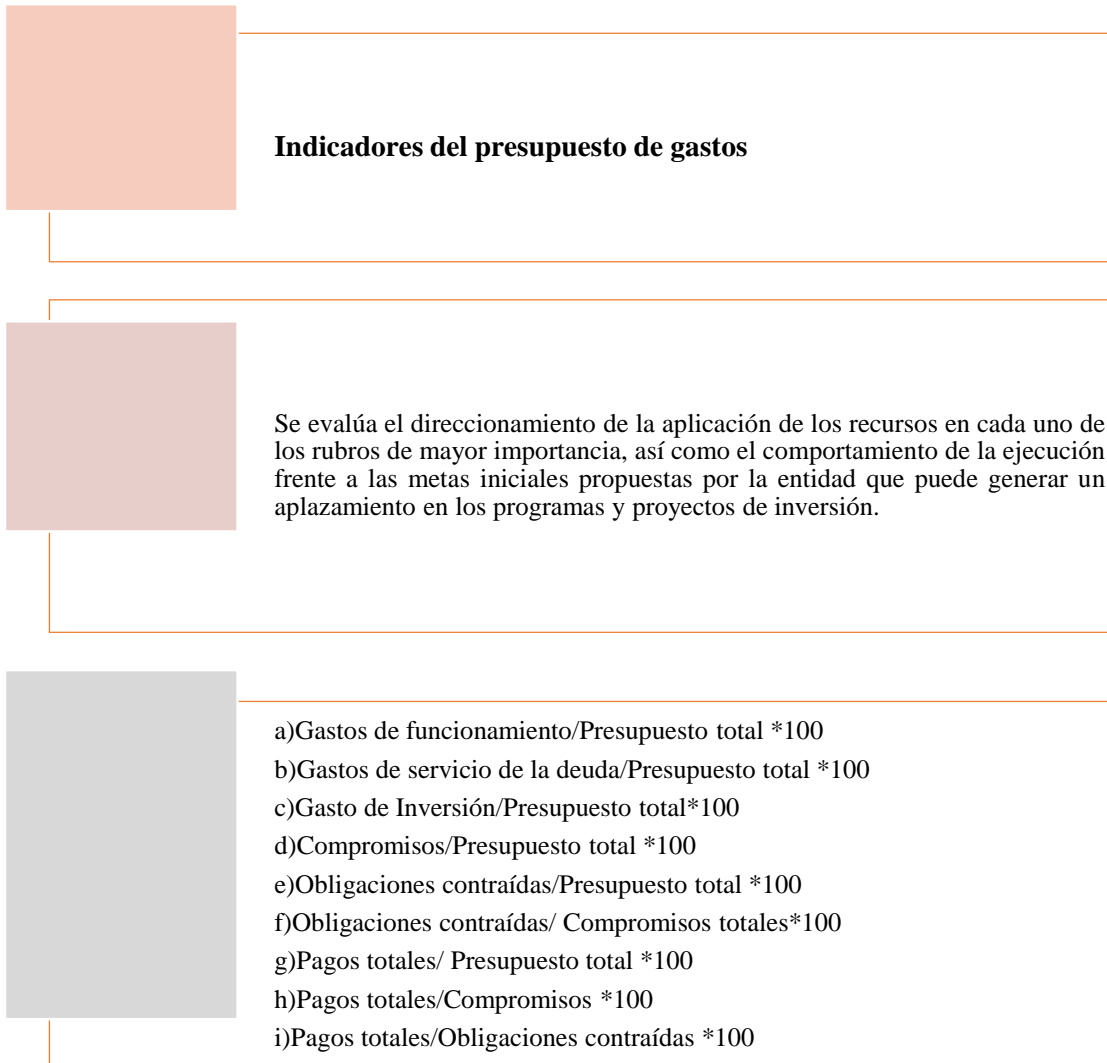 Indicadores del presupuesto de gastos
Se evalúa el direccionamiento de la aplicación de los recursos en cada uno de
los rubros de mayor importancia, así como el comportamiento de la ejecución
frente a las metas iniciales propuestas por la entidad que puede generar un
aplazamiento en los programas y proyectos de inversión.
a)Gastos de funcionamiento/Presupuesto total *100
b)Gastos de servicio de la deuda/Presupuesto total *100
c)Gasto de Inversión/Presupuesto total*100
d)Compromisos/Presupuesto total *100
e)Obligaciones contraídas/Presupuesto total *100
f)Obligaciones contraídas/ Compromisos totales*100
g)Pagos totales/ Presupuesto total *100
h)Pagos totales/Compromisos *100
i)Pagos totales/Obligaciones contraídas *100